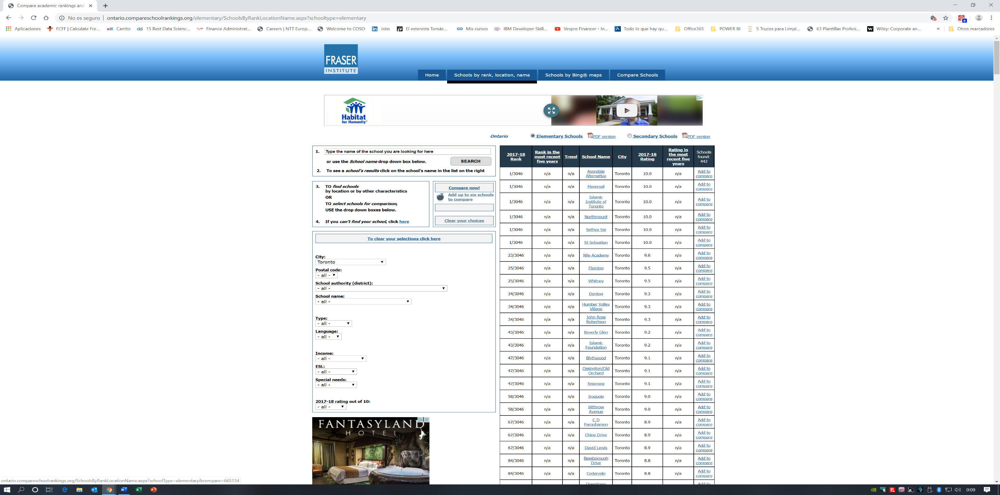 Compare academic rankings and
No es seguro | ontario.compareschoolrankings.org/elementary/SchoolsByRankLocationName.aspx?schooltype=elementary
Aplicaciones FCFF | Calculate Fre... Carrito 15 Best Data Scienc... Finance Administrat... Careers | NTT Europ... Welcome to COSO Jobs El extenista Tomás... Mis cursos IBM Developer Skill... Vespre Financer - In... Todo lo que hay qu... Office365 POWER BI 5 Trucos para Limpi... 63 Plantillas Profesi... Wiley: Corporate an... » Otros marcadores
FRASER
INSTITUTE
Home Schools by rank, location, name Schools by Bing® maps Compare Schools
Habitat
for Humanity®
Ontario Elementary Schools PDF version Secondary Schools PDF version
1. Type the name of the school you are looking for here
or use the School name drop down box below. SEARCH
2. To see a school's results click on the school's name in the list on the right
3. TO find schools
by location or by other characteristics
OR
TO select schools for comparison,
USE the drop down boxes below.
4. If you can't find your school, click here
Compare now!
Add up to six schools
to compare
Clear your choices
To clear your selections click here
City:
Toronto
Postal code:
- all -
School authority (district):
- all -
School name:
- all -
Type:
- all -
Language:
- all -
Income:
- all -
ESL:
- all -
Special needs:
- all -
2017-18 rating out of 10:
- all -
FANTASYLAND
HOTEL
2017-18 Rank Rank in the most recent five years Trend School Name City 2017-18 Rating Rating in the most recent five years Schools found: 442
1/3046 n/a n/a Avondale Alternative Toronto 10.0 n/a Add to compare
1/3046 n/a n/a Havergal Toronto 10.0 n/a Add to compare
1/3046 n/a n/a Islamic Institute of Toronto Toronto 10.0 n/a Add to compare
1/3046 n/a n/a Northmount Toronto 10.0 n/a Add to compare
1/3046 n/a n/a Sathya Sai Toronto 10.0 n/a Add to compare
1/3046 n/a n/a St Sebastian Toronto 10.0 n/a Add to compare
23/3046 n/a n/a Nile Academy Toronto 9.6 n/a Add to compare
25/3046 n/a n/a Fleming Toronto 9.5 n/a Add to compare
25/3046 n/a n/a Whitney Toronto 9.5 n/a Add to compare
34/3046 n/a n/a Denlow Toronto 9.3 n/a Add to compare
34/3046 n/a n/a Humber Valley Village Toronto 9.3 n/a Add to compare
34/3046 n/a n/a John Ross Robertson Toronto 9.3 n/a Add to compare
43/3046 n/a n/a Beverly Glen Toronto 9.2 n/a Add to compare
43/3046 n/a n/a Islamic Foundation Toronto 9.2 n/a Add to compare
47/3046 n/a n/a Blythwood Toronto 9.1 n/a Add to compare
47/3046 n/a n/a Ossington/Old Orchard Toronto 9.1 n/a Add to compare
47/3046 n/a n/a Swansea Toronto 9.1 n/a Add to compare
58/3046 n/a n/a Iroquois Toronto 9.0 n/a Add to compare
58/3046 n/a n/a Withrow Avenue Toronto 9.0 n/a Add to compare
67/3046 n/a n/a C D Farquharson Toronto 8.9 n/a Add to compare
67/3046 n/a n/a Chine Drive Toronto 8.9 n/a Add to compare
67/3046 n/a n/a David Lewis Toronto 8.9 n/a Add to compare
84/3046 n/a n/a Bessborough Drive Toronto 8.8 n/a Add to compare
84/3046 n/a n/a Cedarvale Toronto 8.8 n/a Add to compare
Downtown Add to
ontario.compareschoolrankings.org/SchoolsByRankLocationName.aspx?schoolType=elementary&compare=665134
0:09